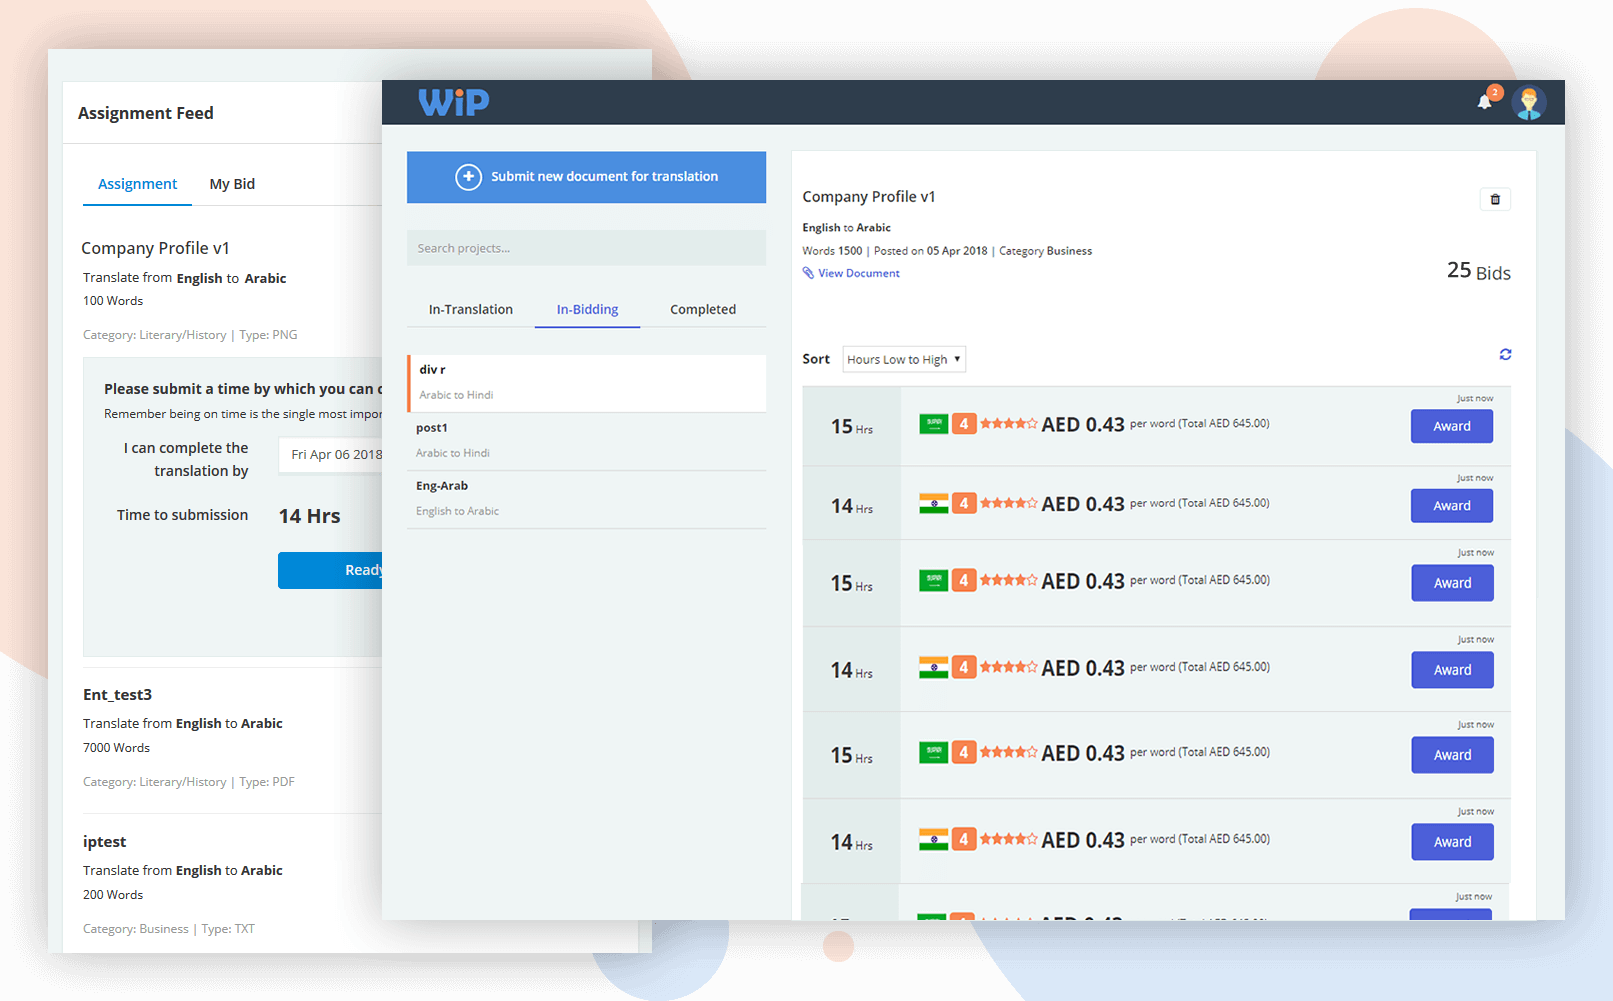 Assignment Feed
Assignment
My Bid
Company Profile v1
Translate from English to Arabic
100 Words
Category: Literary/History | Type: PNG
Please submit a time by which you can
Remember being on time is the single most
I can complete the
translation by
Fri Apr 06 2018
Time to submission
14 Hrs
Ready
Ent_test3
Translate from English to Arabic
7000 Words
Category: Literary/History | Type: PDF
iptest
Translate from English to Arabic
200 Words
Category: Business | Type: TXT
WiP
2
Submit new document for translation
Search projects...
In-Translation
In-Bidding
Completed
div r
Arabic to Hindi
post1
Arabic to Hindi
Eng-Arab
English to Arabic
Company Profile v1
English to Arabic
Words 1500 | Posted on 05 Apr 2018 | Category Business
View Document
25 Bids
Sort
Hours Low to High
Just now
15 Hrs 4 AED 0.43 per word (Total AED 645.00) Award
Just now
14 Hrs 4 AED 0.43 per word (Total AED 645.00) Award
Just now
15 Hrs 4 AED 0.43 per word (Total AED 645.00) Award
Just now
14 Hrs 4 AED 0.43 per word (Total AED 645.00) Award
Just now
15 Hrs 4 AED 0.43 per word (Total AED 645.00) Award
Just now
14 Hrs 4 AED 0.43 per word (Total AED 645.00) Award
Just now